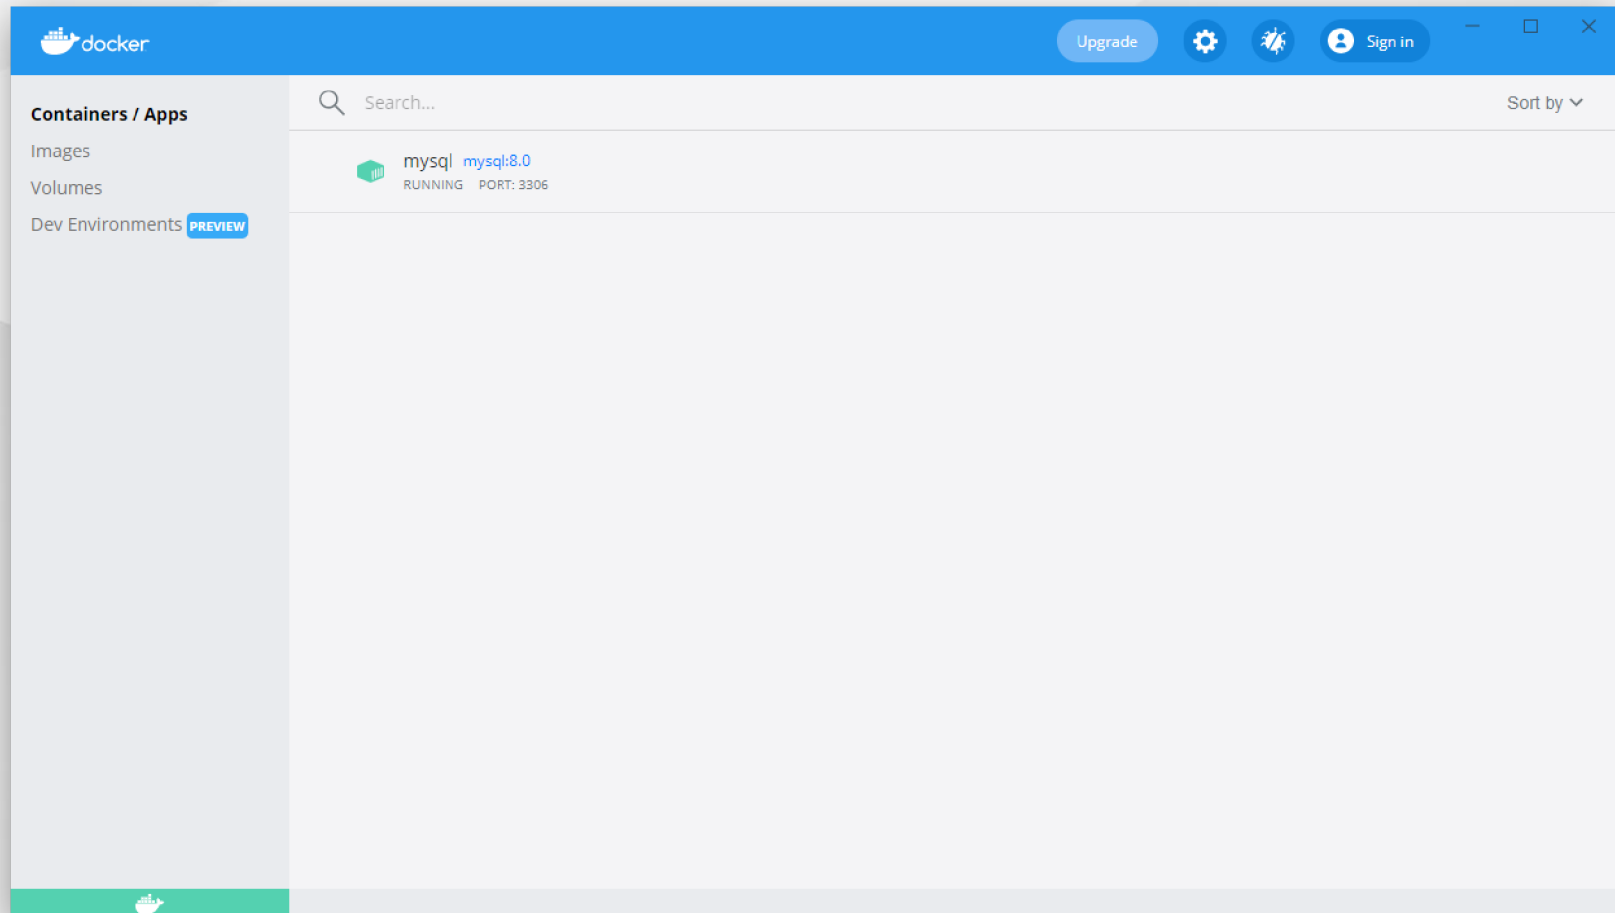 docker
Upgrade
Sign in
Containers / Apps
Images
Volumes
Dev Environments PREVIEW
Search...
Sort by
mysql mysql:8.0
RUNNING PORT: 3306